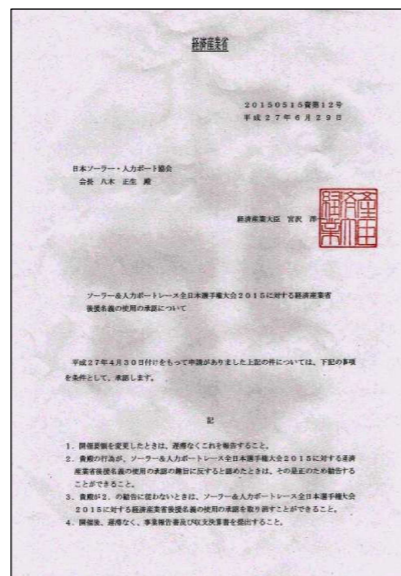 経済産業省
20150515資第12号
平成27年6月29日
日本ソーラー・人力ボート協会
会長 八木 正生 殿
経済産業大臣 宮沢 洋一
ソーラー&人力ボートレース全日本選手権大会2015に対する経済産業省
後援名義の使用の承認について
平成27年4月30日付けをもって申請がありました上記の件については、下記の事項
を条件として、承認します。
記
1.開催要領を変更したときは、遅滞なくこれを報告すること。
2.貴殿の行為が、ソーラー&人力ボートレース全日本選手権大会2015に対する経済
産業省後援名義の使用の承認の趣旨に反すると認めたときは、その是正のため勧告する
ことができること。
3.貴殿が2.の勧告に従わないときは、ソーラー&人力ボートレース全日本選手権大会
2015に対する経済産業省後援名義の使用の承認を取り消すことができること。
4.開催後、遅滞なく、事業報告書及び収支決算書を提出すること。